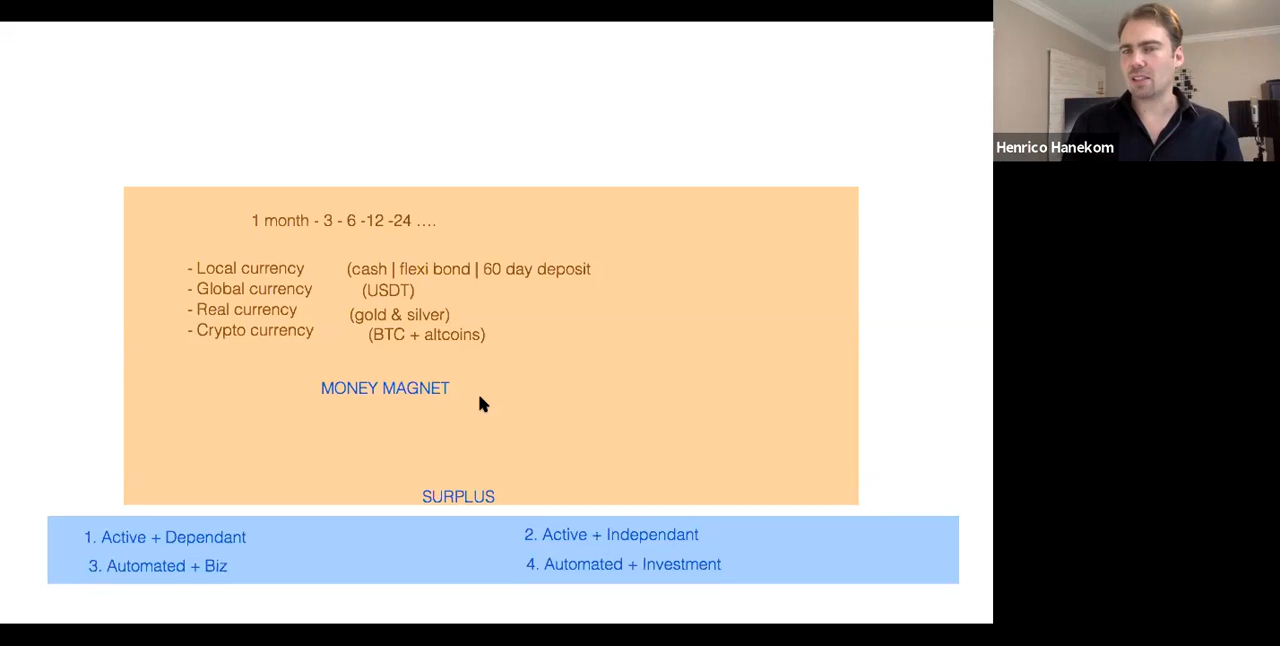 Henrico Hanekom
1 month - 3 - 6 -12 -24 ....
- Local currency (cash | flexi bond | 60 day deposit
- Global currency (USDT)
- Real currency (gold & silver)
- Crypto currency (BTC + altcoins)
MONEY MAGNET
SURPLUS
1. Active + Dependant 2. Active + Independant
3. Automated + Biz 4. Automated + Investment